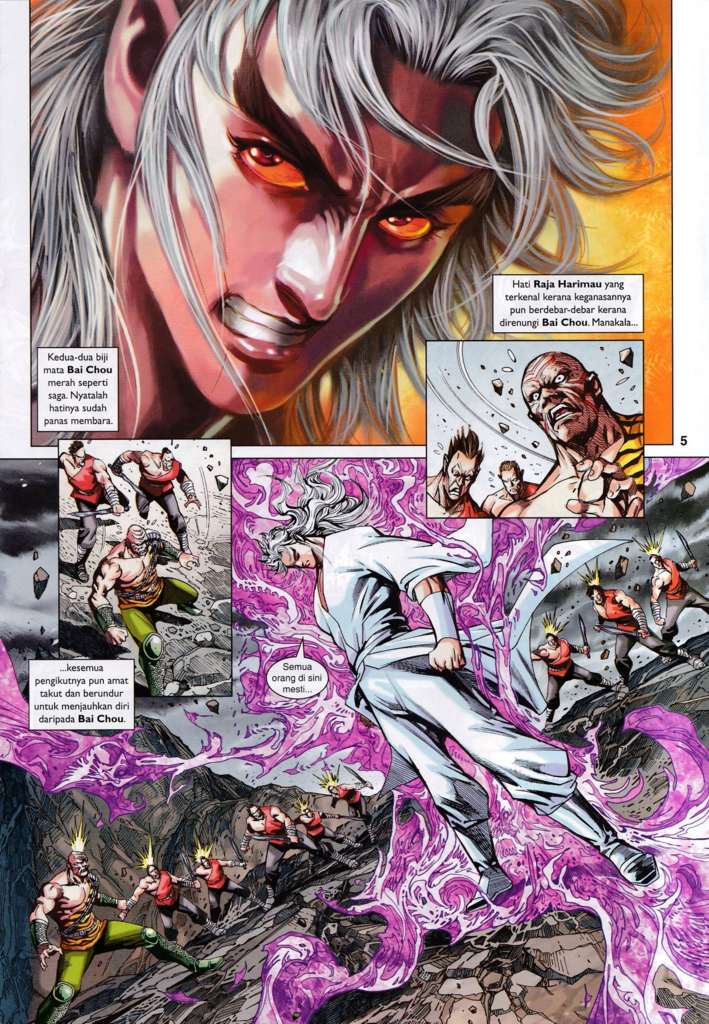 Kedua-dua biji
mata Bai Chou
merah seperti
saga. Nyatalah
hatinya sudah
panas membara.
Hati Raja Harimau yang
terkenal kerana keganasannya
pun berdebar-debar kerana
direnungi Bai Chou. Manakala...
5
...kesemua
pengikutnya pun amat
takut dan berundur
untuk menjauhkan diri
daripada Bai Chou.
Semua
orang di sini
mesti...